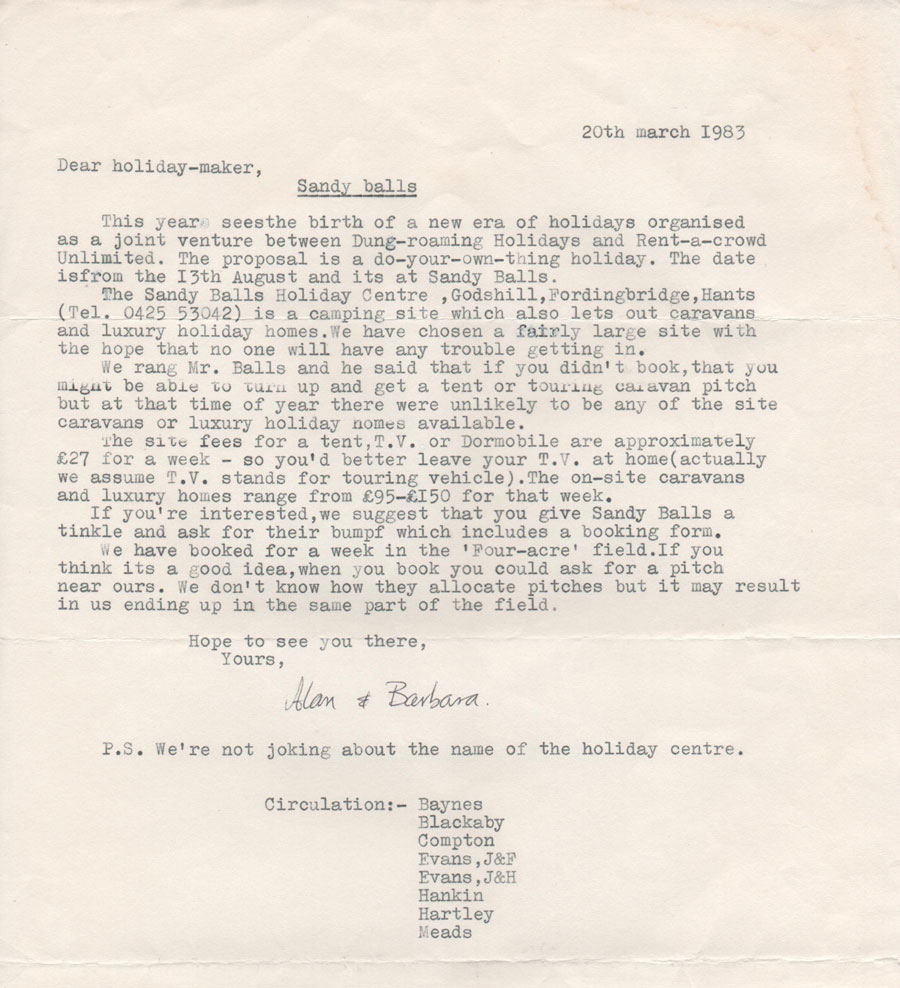 20th march I983
Dear holiday-maker,
Sandy balls
This year seesthe birth of a new era of holidays organised
as a joint venture between Dung-roaming Holidays and Rent-a-crowd
Unlimited. The proposal is a do-your-own-thing holiday. The date
isfrom the I3th August and its at Sandy Balls.
The Sandy Balls Holiday Centre ,Godshill,Fordingbridge,Hants
(Tel. 0425 53042) is a camping site which also lets out caravans
and luxury holiday homes.We have chosen a fairly large site with
the hope that no one will have any trouble getting in.
We rang Mr. Balls and he said that if you didn't book,that you
might be able to turn up and get a tent or touring caravan pitch
but at that time of year there were unlikely to be any of the site
caravans or luxury holiday homes available.
The site fees for a tent,T.V. or Dormobile are approximately
£27 for a week - so you'd better leave your T.V. at home(actually
we assume T.V. stands for touring vehicle).The on-site caravans
and luxury homes range from £95-£I50 for that week.
If you're interested,we suggest that you give Sandy Balls a
tinkle and ask for their bumpf which includes a booking form.
We have booked for a week in the 'Four-acre' field.If you
think its a good idea,when you book you could ask for a pitch
near ours. We don't know how they allocate pitches but it may result
in us ending up in the same part of the field.
Hope to see you there,
Yours,
Alan & Barbara.
P.S. We're not joking about the name of the holiday centre.
Circulation:- Baynes
Blackaby
Compton
Evans,J&F
Evans,J&H
Hankin
Hartley
Meads